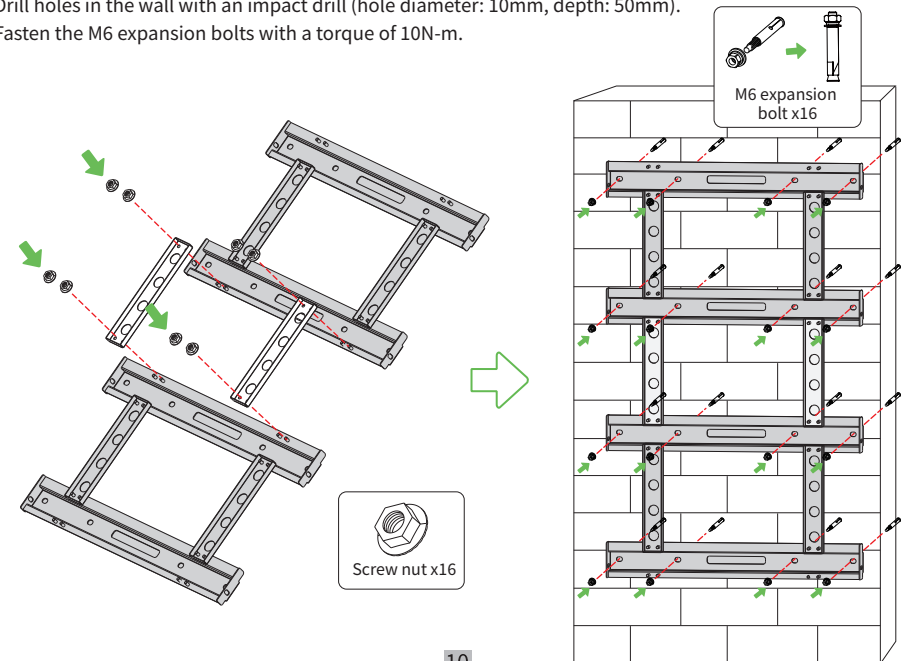 Drill holes in the wall with an impact drill (hole diameter: 10mm, depth: 50mm).
Fasten the M6 expansion bolts with a torque of 10N-m.
M6 expansion
bolt x16
Screw nut x16
10